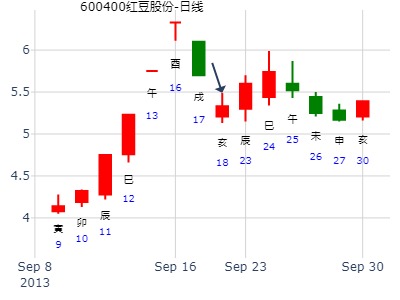 600400红豆股份-日线
6
5.5
5
4.5
4
寅
9
卯
10
辰
11
巳
12
午
13
酉
16
戌
17
亥
18
辰
23
巳
24
午
25
未
26
申
27
亥
30
Sep 8
2013
Sep 16
Sep 23
Sep 30